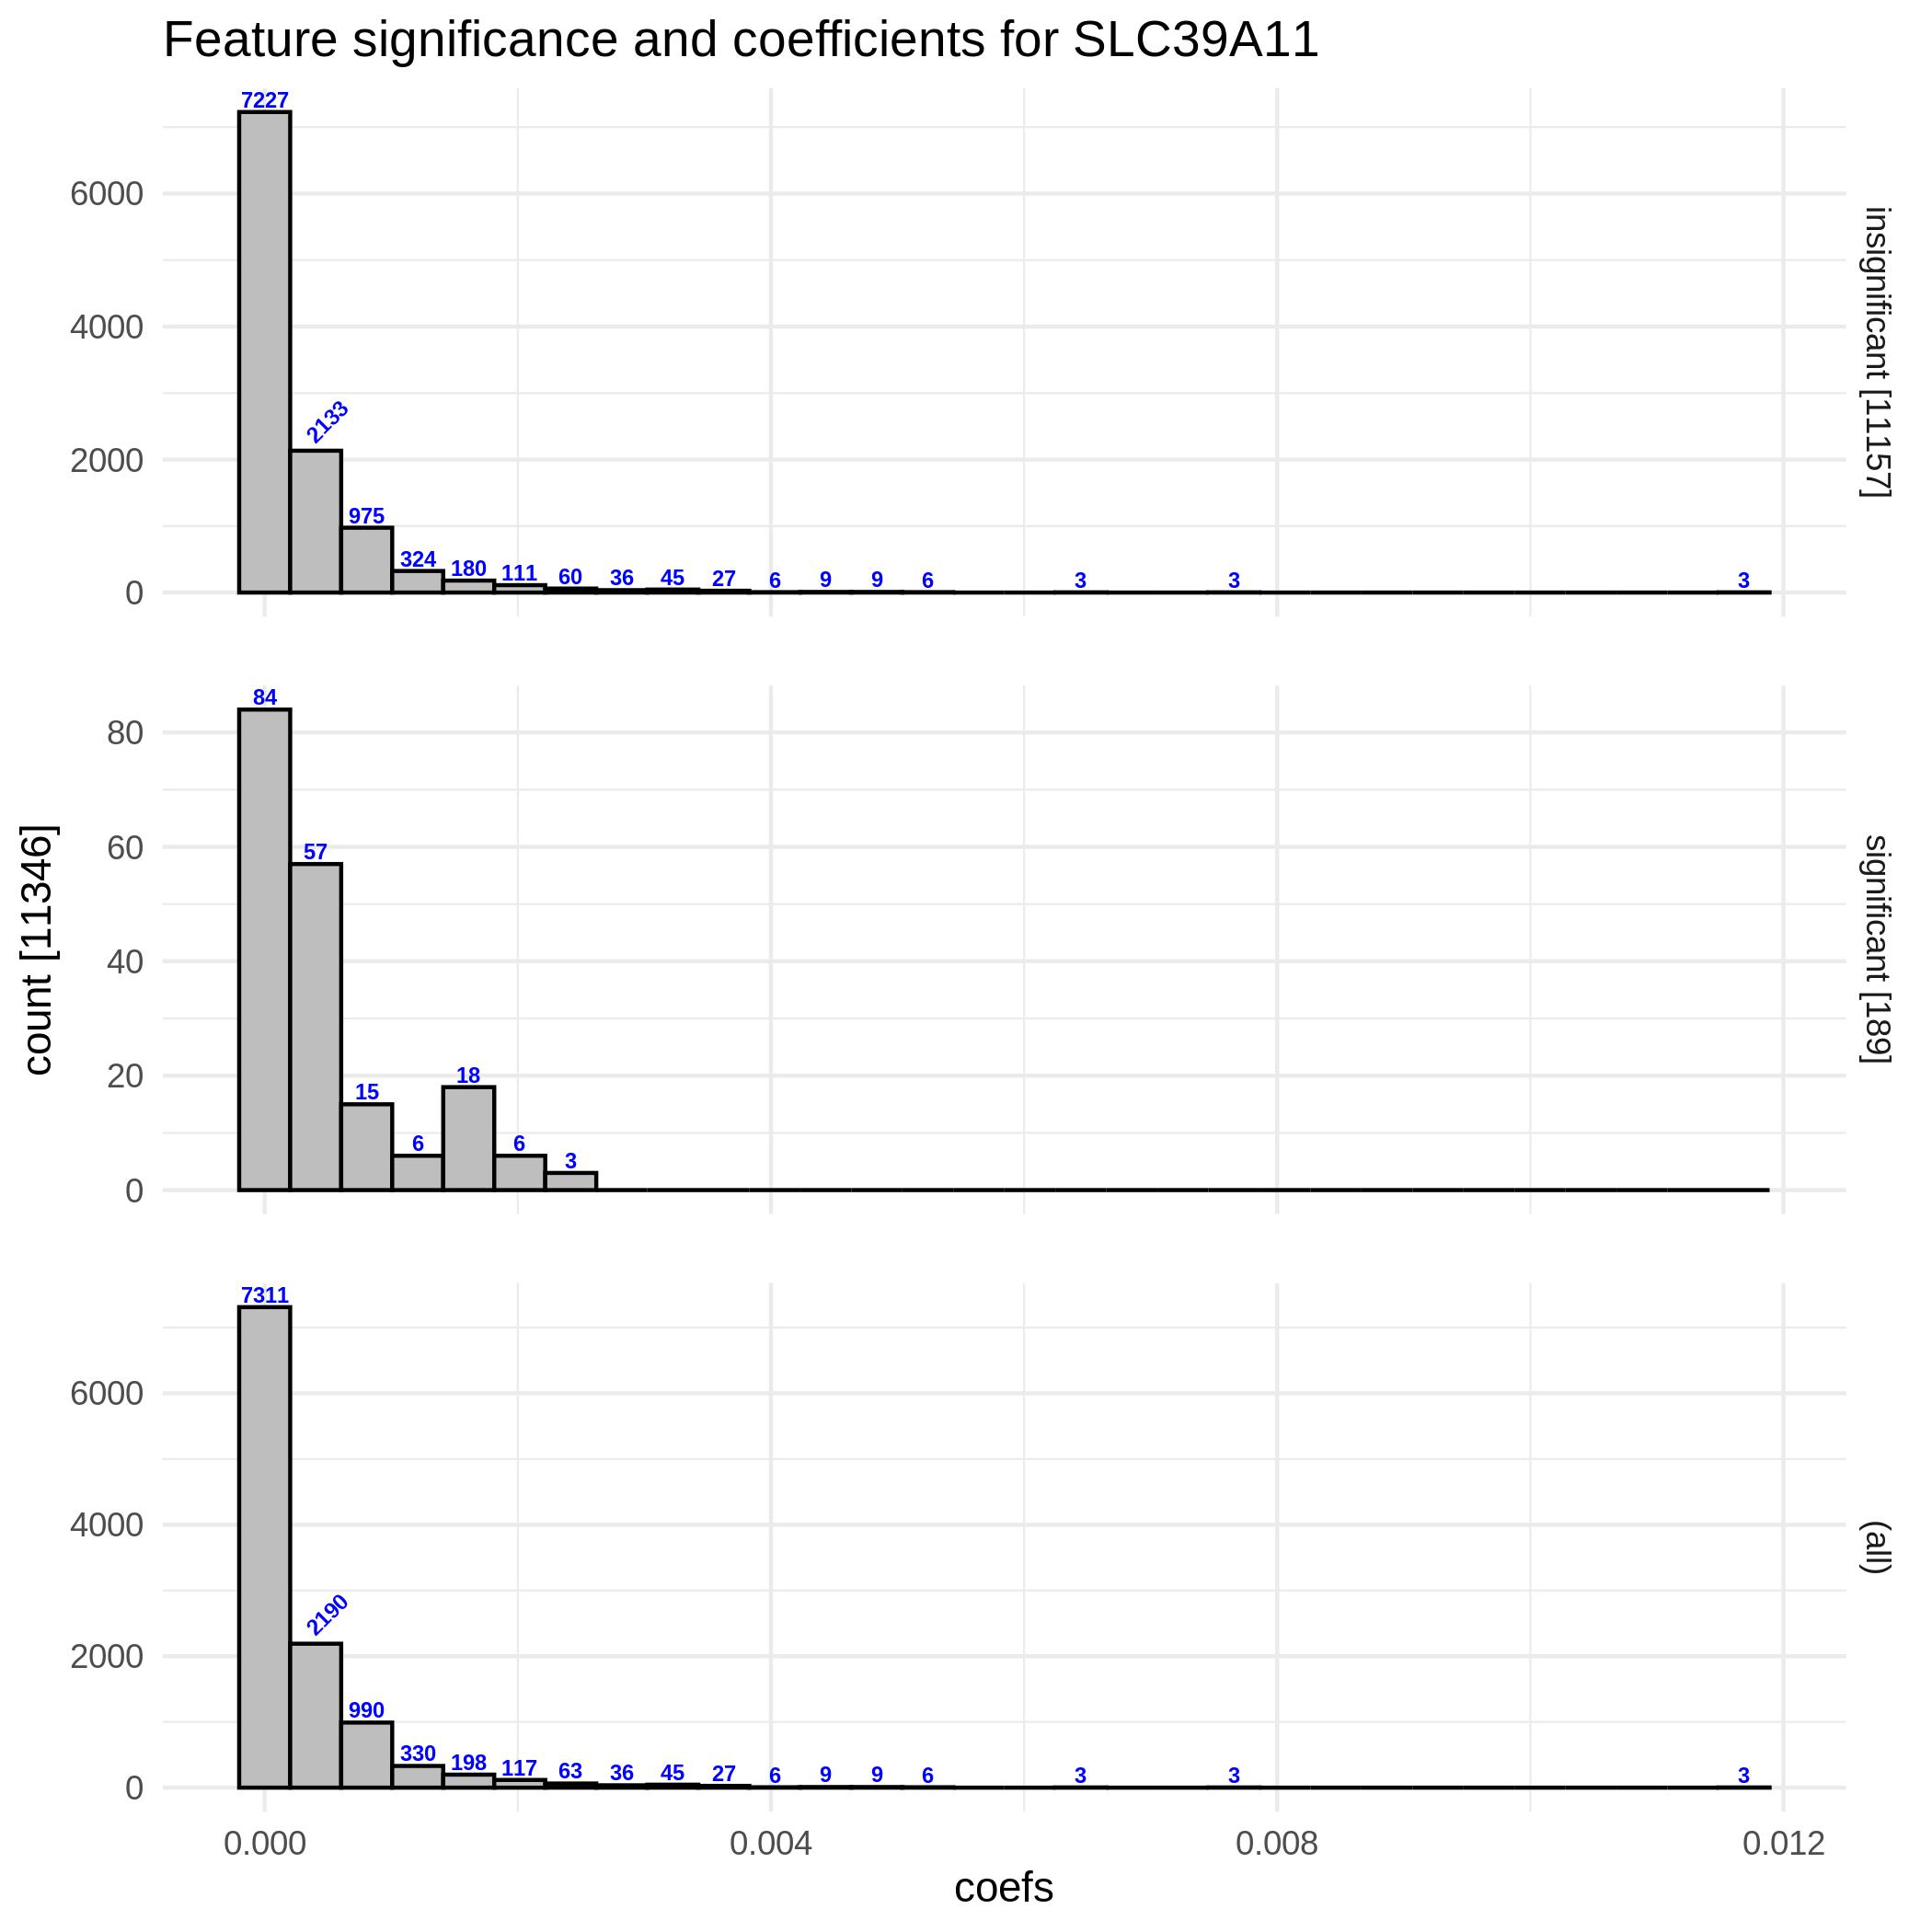 Feature significance and coefficients for SLC39A11
7227
6000
4000
2133
2000
975
324 180 111 60 36 45 27 6 9 9 6 3 3 3
0
insignificant [11157]
84
80
57
60
40
18
20
15
6 6 3
0
significant [189]
count [11346]
7311
6000
4000
2190
2000
990
330 198 117 63 36 45 27 6 9 9 6 3 3 3
0
(all)
0.000 0.004 0.008 0.012
coefs